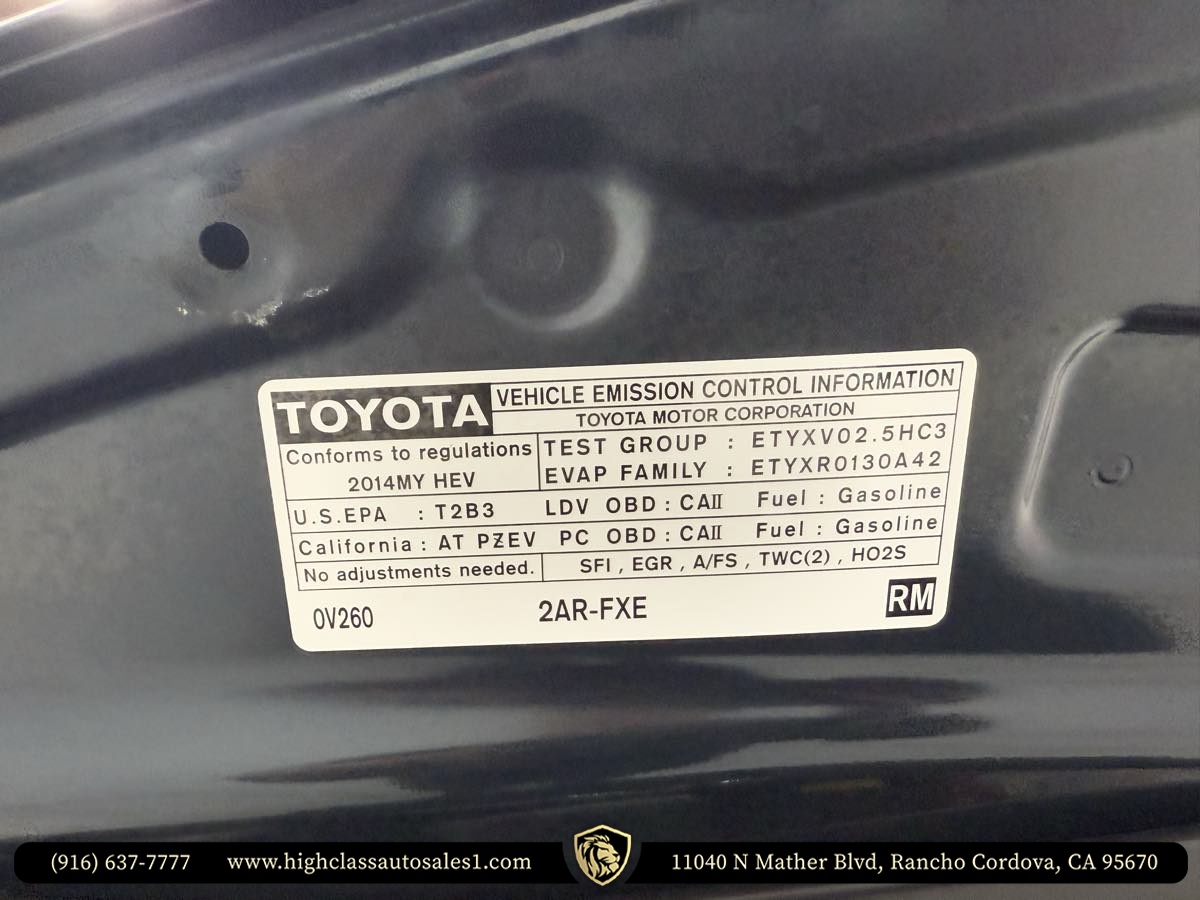 TOYOTA VEHICLE EMISSION CONTROL INFORMATION
TOYOTA MOTOR CORPORATION
Conforms to regulations
2014MY HEV
TEST GROUP : ETYXV02.5HC3
EVAP FAMILY : ETYXR0130A42
U.S.EPA : T2B3 LDV OBD : CAII Fuel : Gasoline
California : AT PZEV PC OBD : CAII Fuel : Gasoline
No adjustments needed. SFI , EGR , A/FS , TWC(2) , HO2S
0V260 2AR-FXE RM
(916) 637-7777 www.highclassautosales1.com 11040 N Mather Blvd, Rancho Cordova, CA 95670